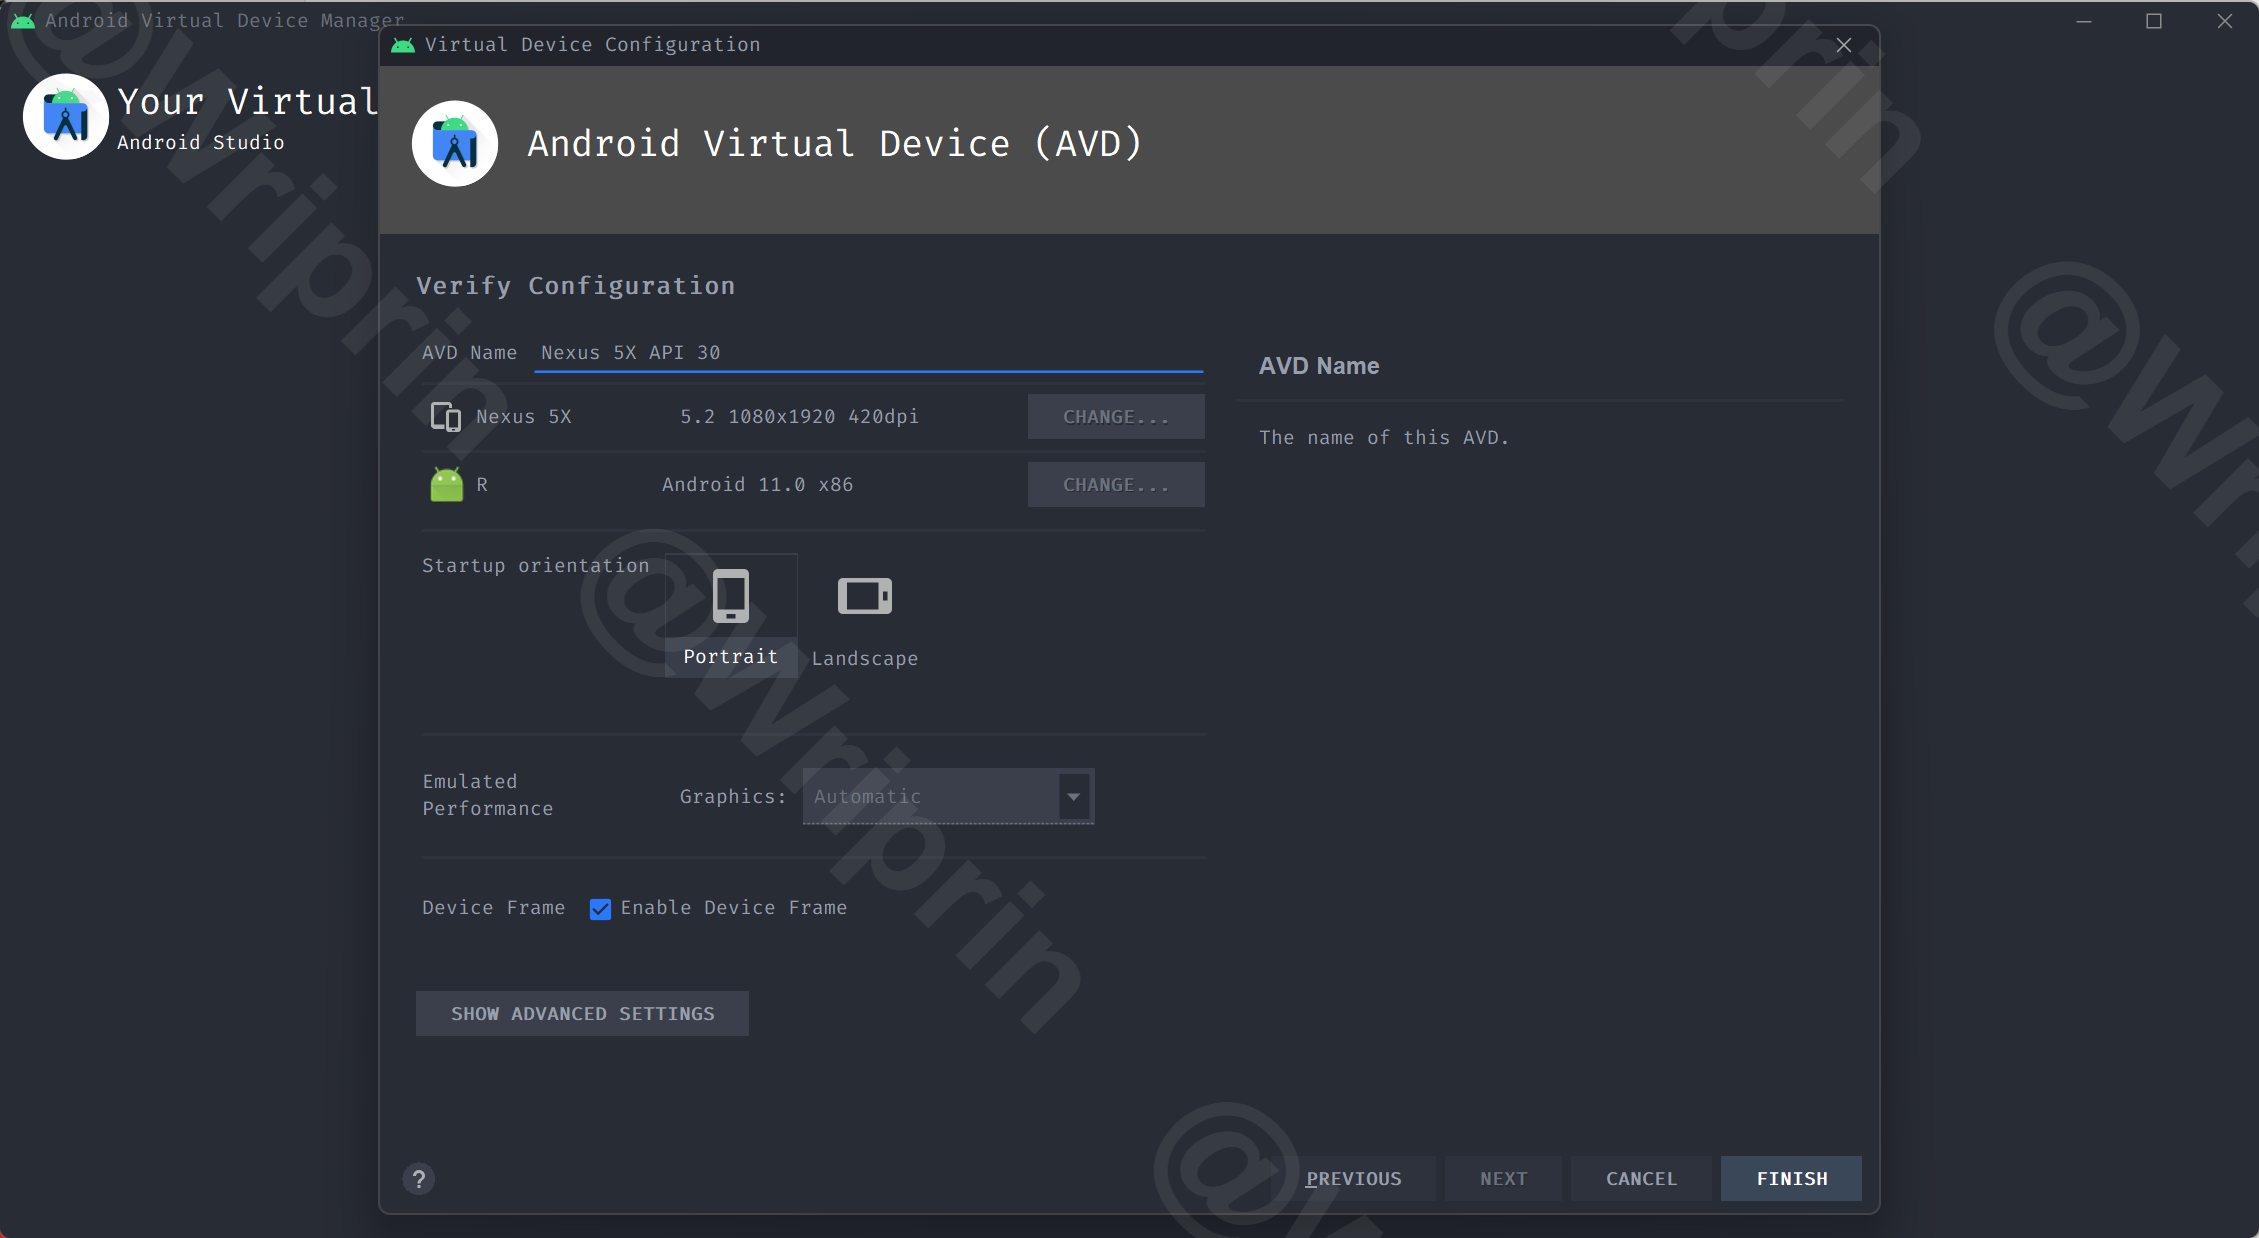 Android Virtual Device Manager
Your Virtual
Android Studio
Virtual Device Configuration
Android Virtual Device (AVD)
Verify Configuration
AVD Name Nexus 5X API 30
Nexus 5X 5.2 1080x1920 420dpi CHANGE...
R Android 11.0 x86 CHANGE...
Startup orientation
Portrait Landscape
Emulated
Performance
Graphics: Automatic
Device Frame Enable Device Frame
SHOW ADVANCED SETTINGS
AVD Name
The name of this AVD.
? PREVIOUS NEXT CANCEL FINISH
@Wriprin
@Wriprin
prin
@Wri
@W